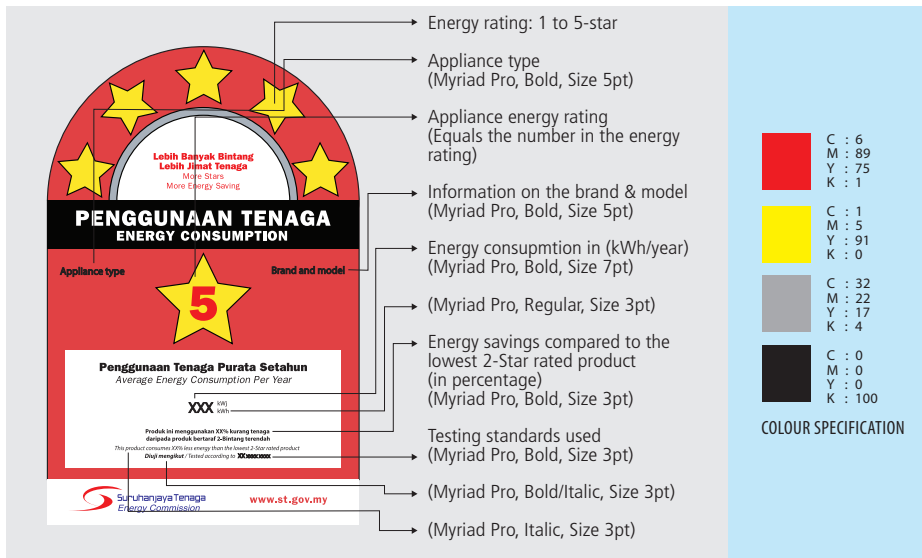 Lebih Banyak Bintang
Lebih Jimat Tenaga
More Stars
More Energy Saving
PENGGUNAAN TENAGA
ENERGY CONSUMPTION
Appliance type
Brand and model
5
Penggunaan Tenaga Purata Setahun
Average Energy Consumption Per Year
XXX kWj
kWh
Produk ini menggunakan XX% kurang tenaga
daripada produk bertaraf 2-Bintang terendah
This product consumes XX% less energy than the lowest 2-Star rated product
Diuji mengikut / Tested according to XX xxxx:xxxx
Suruhanjaya Tenaga
Energy Commission
www.st.gov.my
Energy rating: 1 to 5-star
Appliance type
(Myriad Pro, Bold, Size 5pt)
Appliance energy rating
(Equals the number in the energy
rating)
Information on the brand & model
(Myriad Pro, Bold, Size 5pt)
Energy consupmtion in (kWh/year)
(Myriad Pro, Bold, Size 7pt)
(Myriad Pro, Regular, Size 3pt)
Energy savings compared to the
lowest 2-Star rated product
(in percentage)
(Myriad Pro, Bold, Size 3pt)
Testing standards used
(Myriad Pro, Bold, Size 3pt)
(Myriad Pro, Bold/Italic, Size 3pt)
(Myriad Pro, Italic, Size 3pt)
C : 6
M : 89
Y : 75
K : 1
C : 1
M : 5
Y : 91
K : 0
C : 32
M : 22
Y : 17
K : 4
C : 0
M : 0
Y : 0
K : 100
COLOUR SPECIFICATION